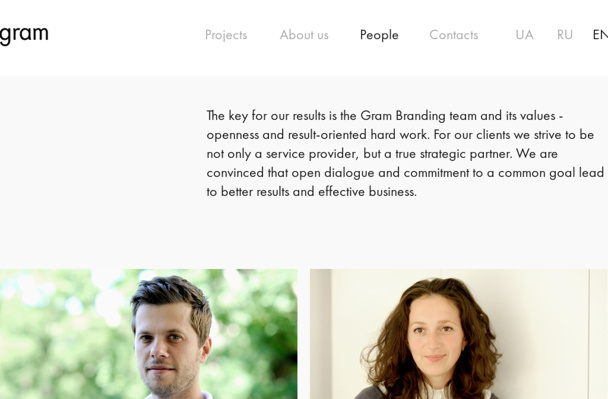 gram
Projects About us People Contacts UA RU EN
The key for our results is the Gram Branding team and its values -
openness and result-oriented hard work. For our clients we strive to be
not only a service provider, but a true strategic partner. We are
convinced that open dialogue and commitment to a common goal lead
to better results and effective business.